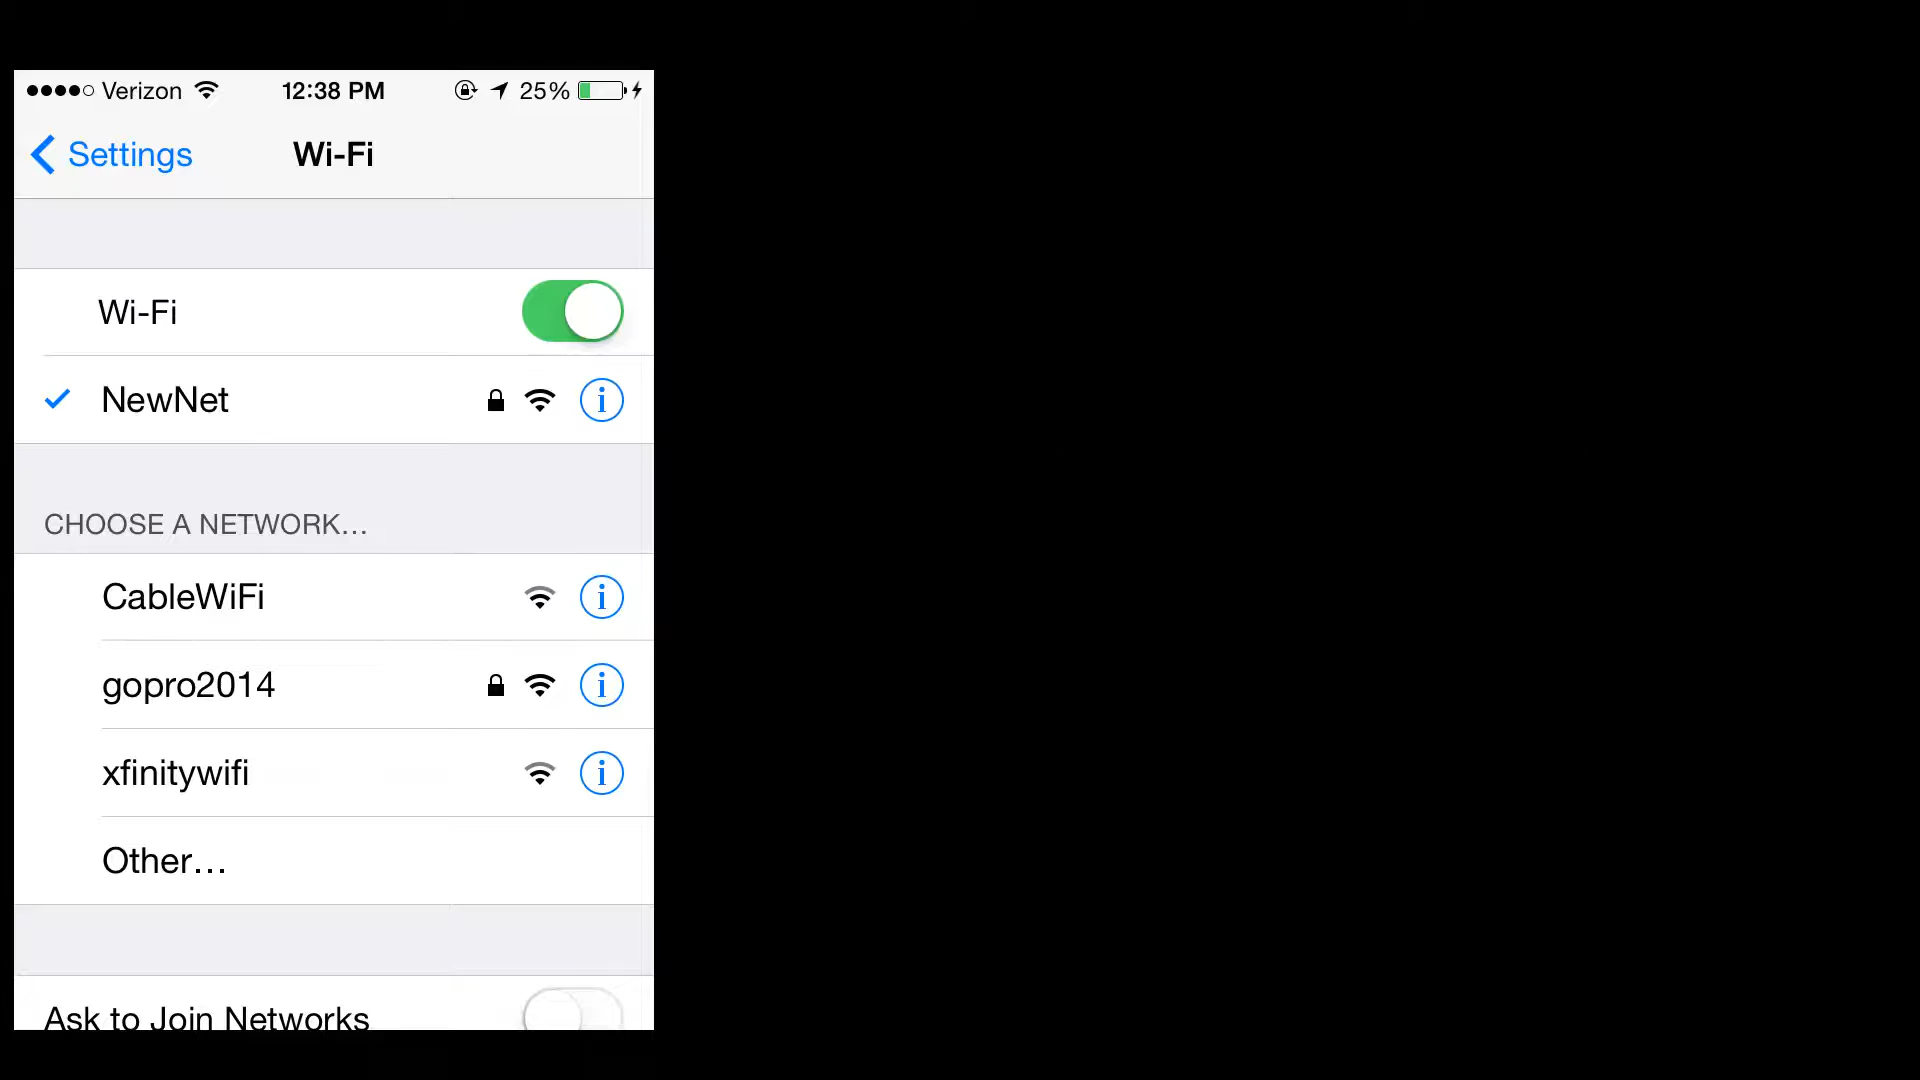 Verizon 12:38 PM 25%
Settings Wi-Fi
Wi-Fi
NewNet
CHOOSE A NETWORK...
CableWiFi
gopro2014
xfinitywifi
Other...
Ask to Join Networks